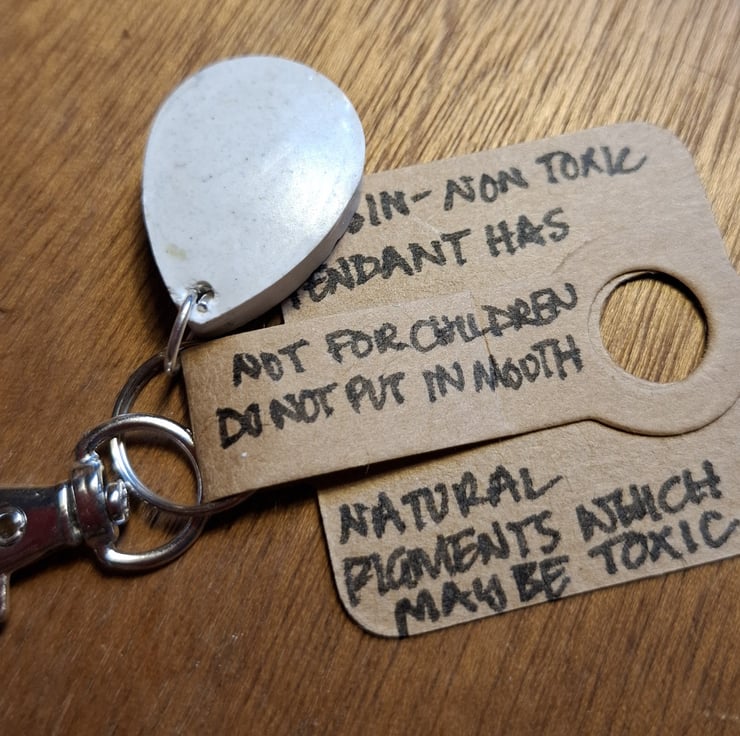 SIN-NON TOXIC
PENDANT HAS
NOT FOR CHILDREN
DO NOT PUT IN MOUTH
NATURAL
PIGMENTS WHICH
MAY BE TOXIC